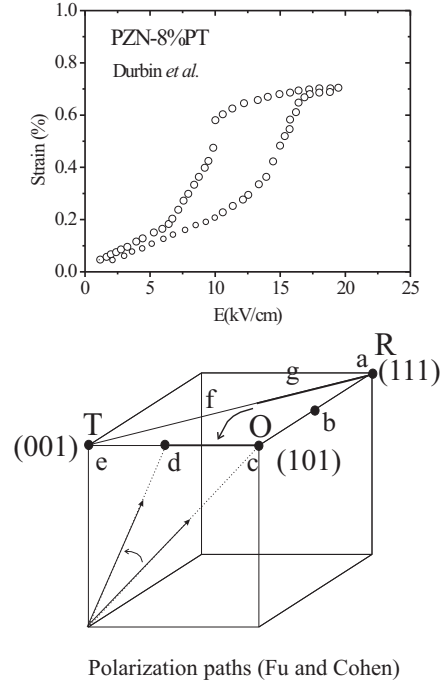 PZN-8%PT
Durbin et al.
Strain (%)
1.0
0.8
0.6
0.4
0.2
0.0
0 5 10 15 20 25
E(kV/cm)
R
a (111)
g
f
b
T O
(001) (101)
e d c
Polarization paths (Fu and Cohen)